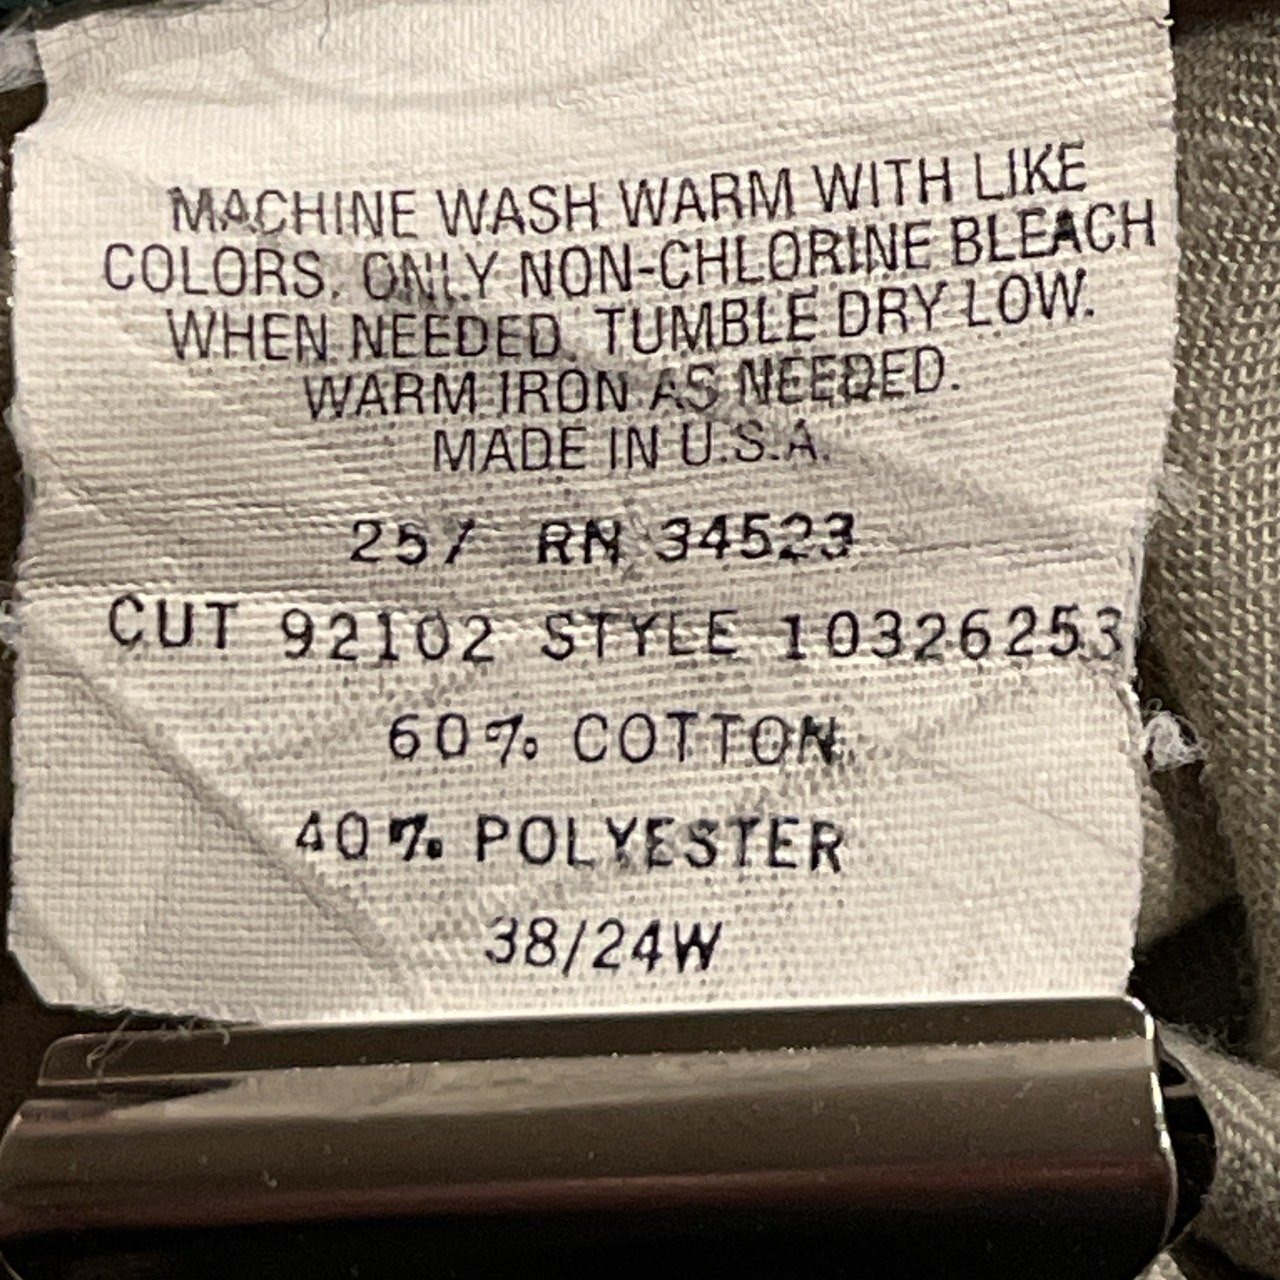 MACHINE WASH WARM WITH LIKE
COLORS. ONLY NON-CHLORINE BLEACH
WHEN NEEDED. TUMBLE DRY LOW.
WARM IRON AS NEEDED.
MADE IN U.S.A.
25/ RN 34523
CUT 92102 STYLE 10326253
60% COTTON
40% POLYESTER
38/24W